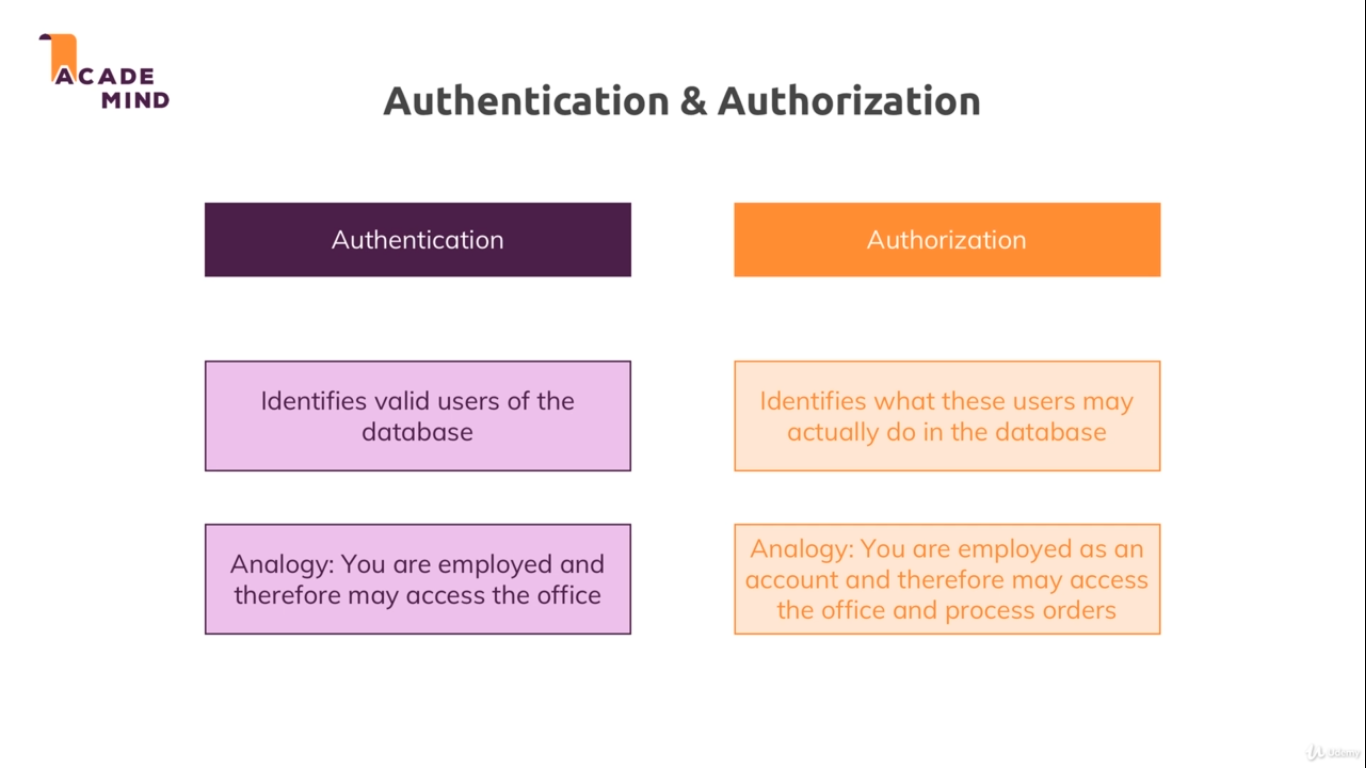 ACADE
MIND
Authentication & Authorization
Authentication
Authorization
Identifies valid users of the
database
Identifies what these users may
actually do in the database
Analogy: You are employed and
therefore may access the office
Analogy: You are employed as an
account and therefore may access
the office and process orders
Udemy